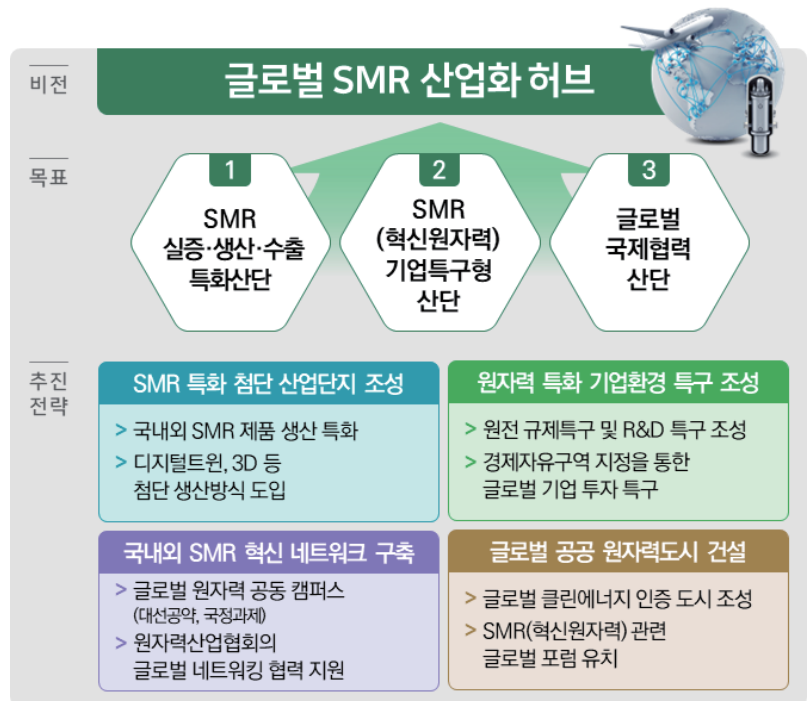 비전
글로벌 SMR 산업화 허브
목표
1
SMR
실증·생산·수출
특화산단
2
SMR
(혁신원자력)
기업특구형
산단
3
글로벌
국제협력
산단
추진
전략
SMR 특화 첨단 산업단지 조성
> 국내외 SMR 제품 생산 특화
> 디지털트윈, 3D 등
첨단 생산방식 도입
원자력 특화 기업환경 특구 조성
> 원전 규제특구 및 R&D 특구 조성
> 경제자유구역 지정을 통한
글로벌 기업 투자 특구
국내외 SMR 혁신 네트워크 구축
> 글로벌 원자력 공동 캠퍼스
(대선공약, 국정과제)
> 원자력산업협회의
글로벌 네트워킹 협력 지원
글로벌 공공 원자력도시 건설
> 글로벌 클린에너지 인증 도시 조성
> SMR(혁신원자력) 관련
글로벌 포럼 유치